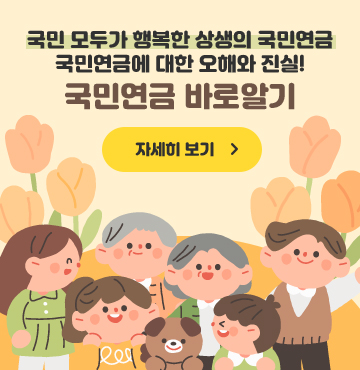 국민 모두가 행복한 상생의 국민연금
국민연금에 대한 오해와 진실!
국민연금 바로알기
자세히 보기